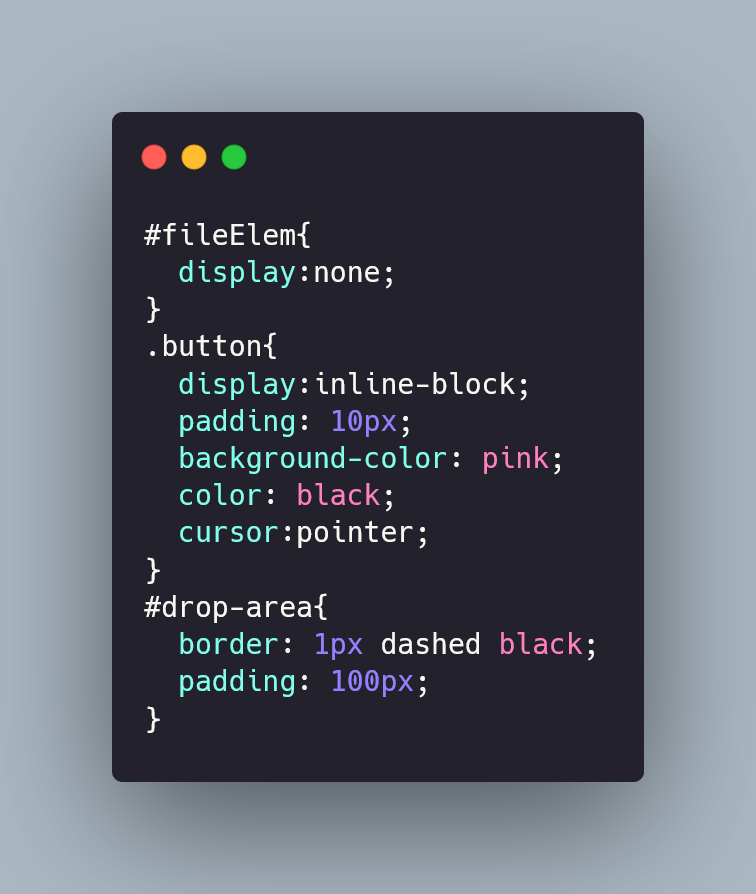 #fileElem{
  display:none;
}
.button{
  display:inline-block;
  padding: 10px;
  background-color: pink;
  color: black;
  cursor:pointer;
}
#drop-area{
  border: 1px dashed black;
  padding: 100px;
}